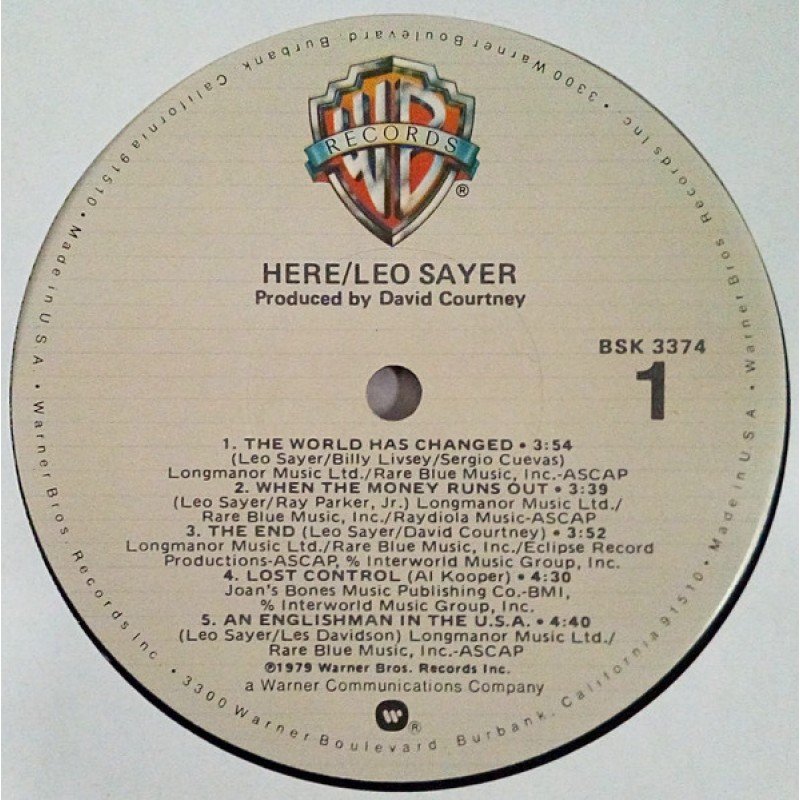 WB
RECORDS
®
HERE/LEO SAYER
Produced by David Courtney
BSK 3374
1
1. THE WORLD HAS CHANGED • 3:54
(Leo Sayer/Billy Livsey/Sergio Cuevas)
Longmanor Music Ltd./Rare Blue Music, Inc.-ASCAP
2. WHEN THE MONEY RUNS OUT • 3:39
(Leo Sayer/Ray Parker, Jr.) Longmanor Music Ltd./
Rare Blue Music, Inc./Raydiola Music-ASCAP
3. THE END (Leo Sayer/David Courtney) • 3:52
Longmanor Music Ltd./Rare Blue Music, Inc./Eclipse Record
Productions-ASCAP, % Interworld Music Group, Inc.
4. LOST CONTROL (Al Kooper) • 4:30
Joan's Bones Music Publishing Co.-BMI,
% Interworld Music Group, Inc.
5. AN ENGLISHMAN IN THE U.S.A. • 4:40
(Leo Sayer/Les Davidson) Longmanor Music Ltd./
Rare Blue Music, Inc.-ASCAP
℗1979 Warner Bros. Records Inc.
a Warner Communications Company
W ®
Warner Bros. Records Inc. • 3300 Warner Boulevard, Burbank, California 91510 • Made in U.S.A. •
Warner Bros. Records Inc. • 3300 Warner Boulevard, Burbank, California 91510 • Made in U.S.A. •